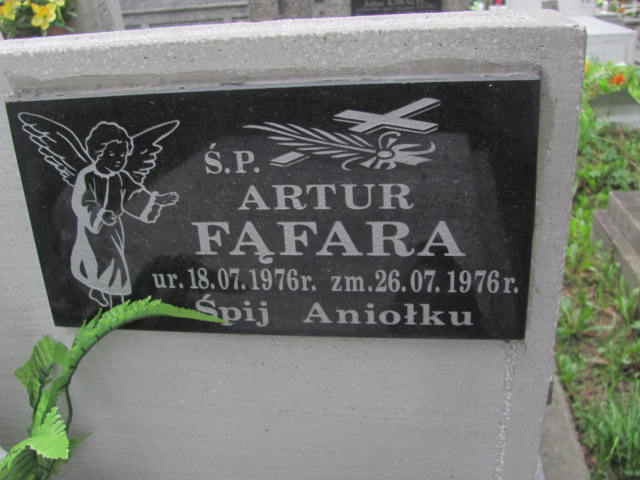 Ś.P.
ARTUR
FĄFARA
ur. 18.07.1976r. zm. 26.07.1976r.
Śpij Aniołku